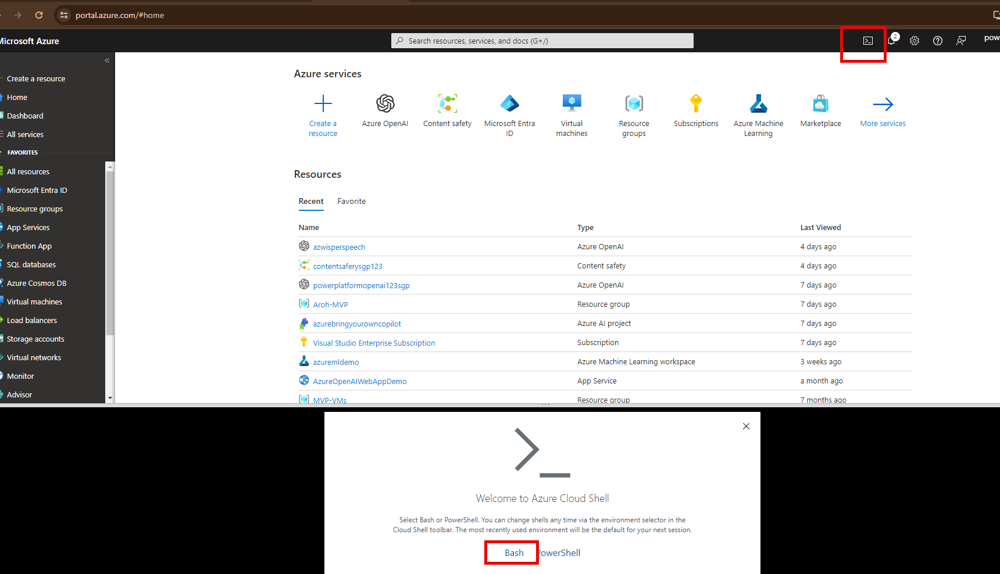 portal.azure.com/#home
Microsoft Azure
Search resources, services, and docs (G+/)
2
pow
Create a resource
Home
Dashboard
All services
FAVORITES
All resources
Microsoft Entra ID
Resource groups
App Services
Function App
SQL databases
Azure Cosmos DB
Virtual machines
Load balancers
Storage accounts
Virtual networks
Monitor
Advisor
Azure services
Create a
resource
Azure OpenAI
Content safety
Microsoft Entra
ID
Virtual
machines
Resource
groups
Subscriptions
Azure Machine
Learning
Marketplace
More services
Resources
Recent Favorite
Name Type Last Viewed
azwisperspeech Azure OpenAI 4 days ago
contentsaferysgp123 Content safety 4 days ago
powerplatformopenai123sgp Azure OpenAI 7 days ago
Aroh-MVP Resource group 7 days ago
azurebringyourowncopilot Azure AI project 7 days ago
Visual Studio Enterprise Subscription Subscription 7 days ago
azuremldemo Azure Machine Learning workspace 3 weeks ago
AzureOpenAIWebAppDemo App Service a month ago
MVP-VMs Resource group 7 months ago
Welcome to Azure Cloud Shell
Select Bash or PowerShell. You can change shells any time via the environment selector in the
Cloud Shell toolbar. The most recently used environment will be the default for your next session.
Bash PowerShell